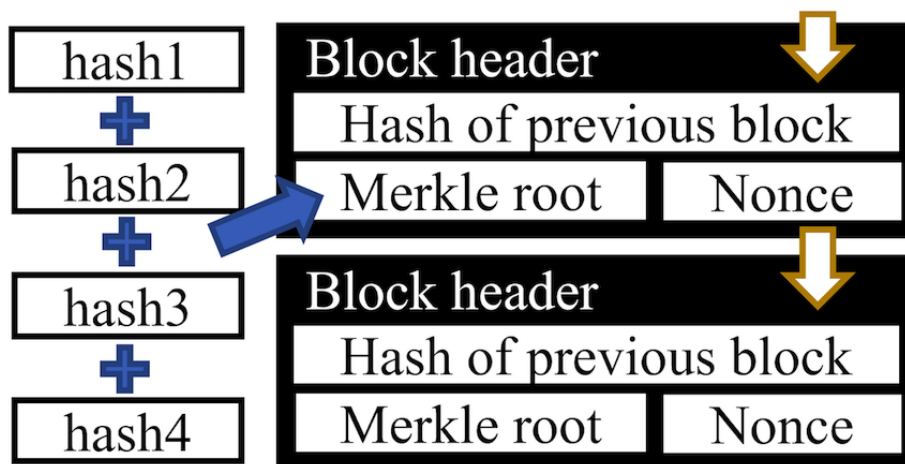 hash1
hash2
hash3
hash4
Block header
Hash of previous block
Merkle root
Nonce
Block header
Hash of previous block
Merkle root
Nonce